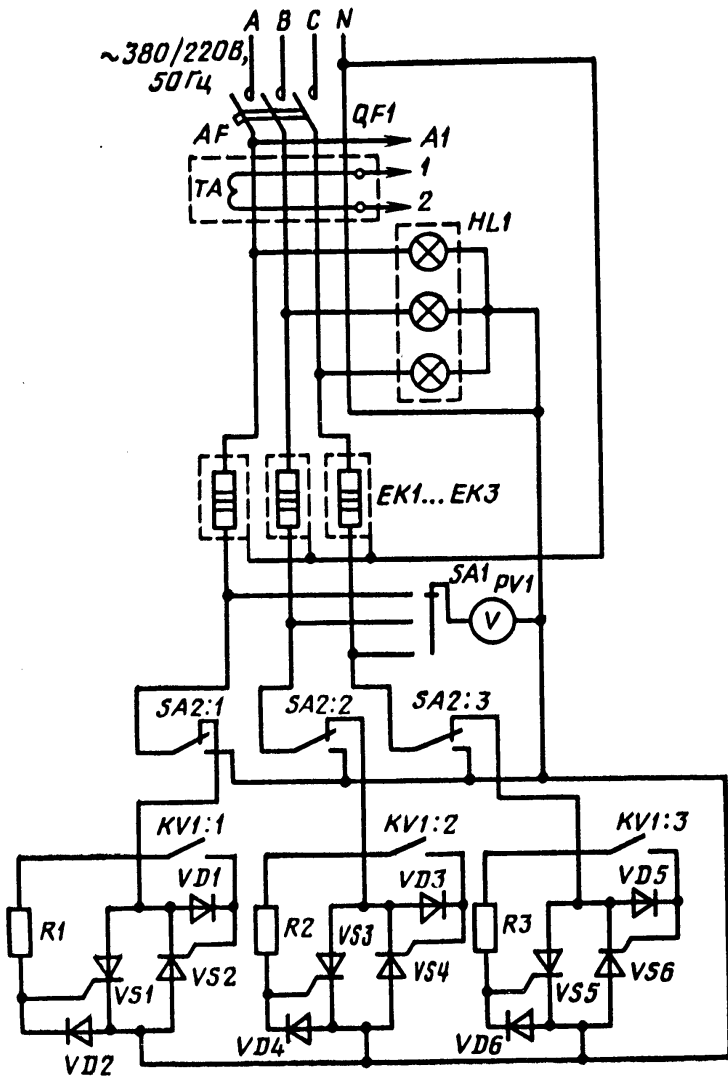 A B C N
~380/220В,
50Гц
QF1
AF
A1
1
TA
2
HL1
EK1...EK3
SA1
PV1
V
SA2:1
SA2:2
SA2:3
KV1:1
KV1:2
KV1:3
VD1
VD3
VD5
R1
R2
R3
VS1
VS2
VS3
VS4
VS5
VS6
VD2
VD4
VD6